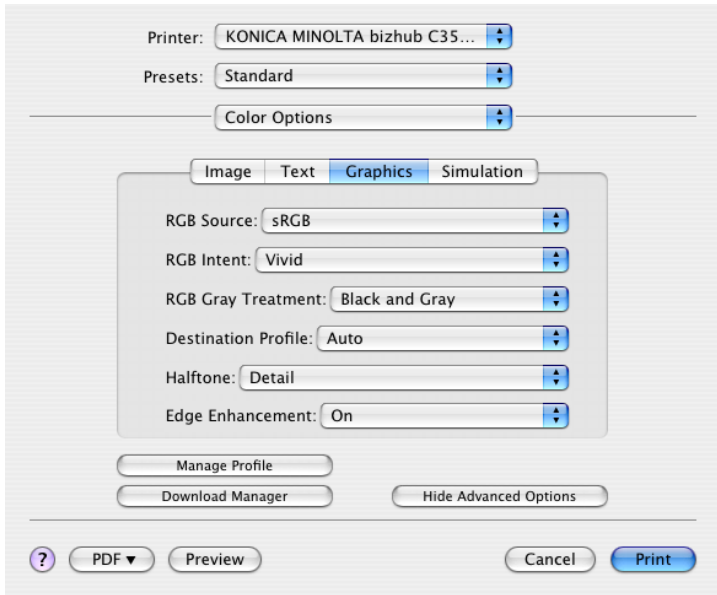 Printer: KONICA MINOLTA bizhub C35...
Presets: Standard
Color Options
Image Text Graphics Simulation
RGB Source: sRGB
RGB Intent: Vivid
RGB Gray Treatment: Black and Gray
Destination Profile: Auto
Halftone: Detail
Edge Enhancement: On
Manage Profile
Download Manager Hide Advanced Options
? PDF ▼ Preview Cancel Print